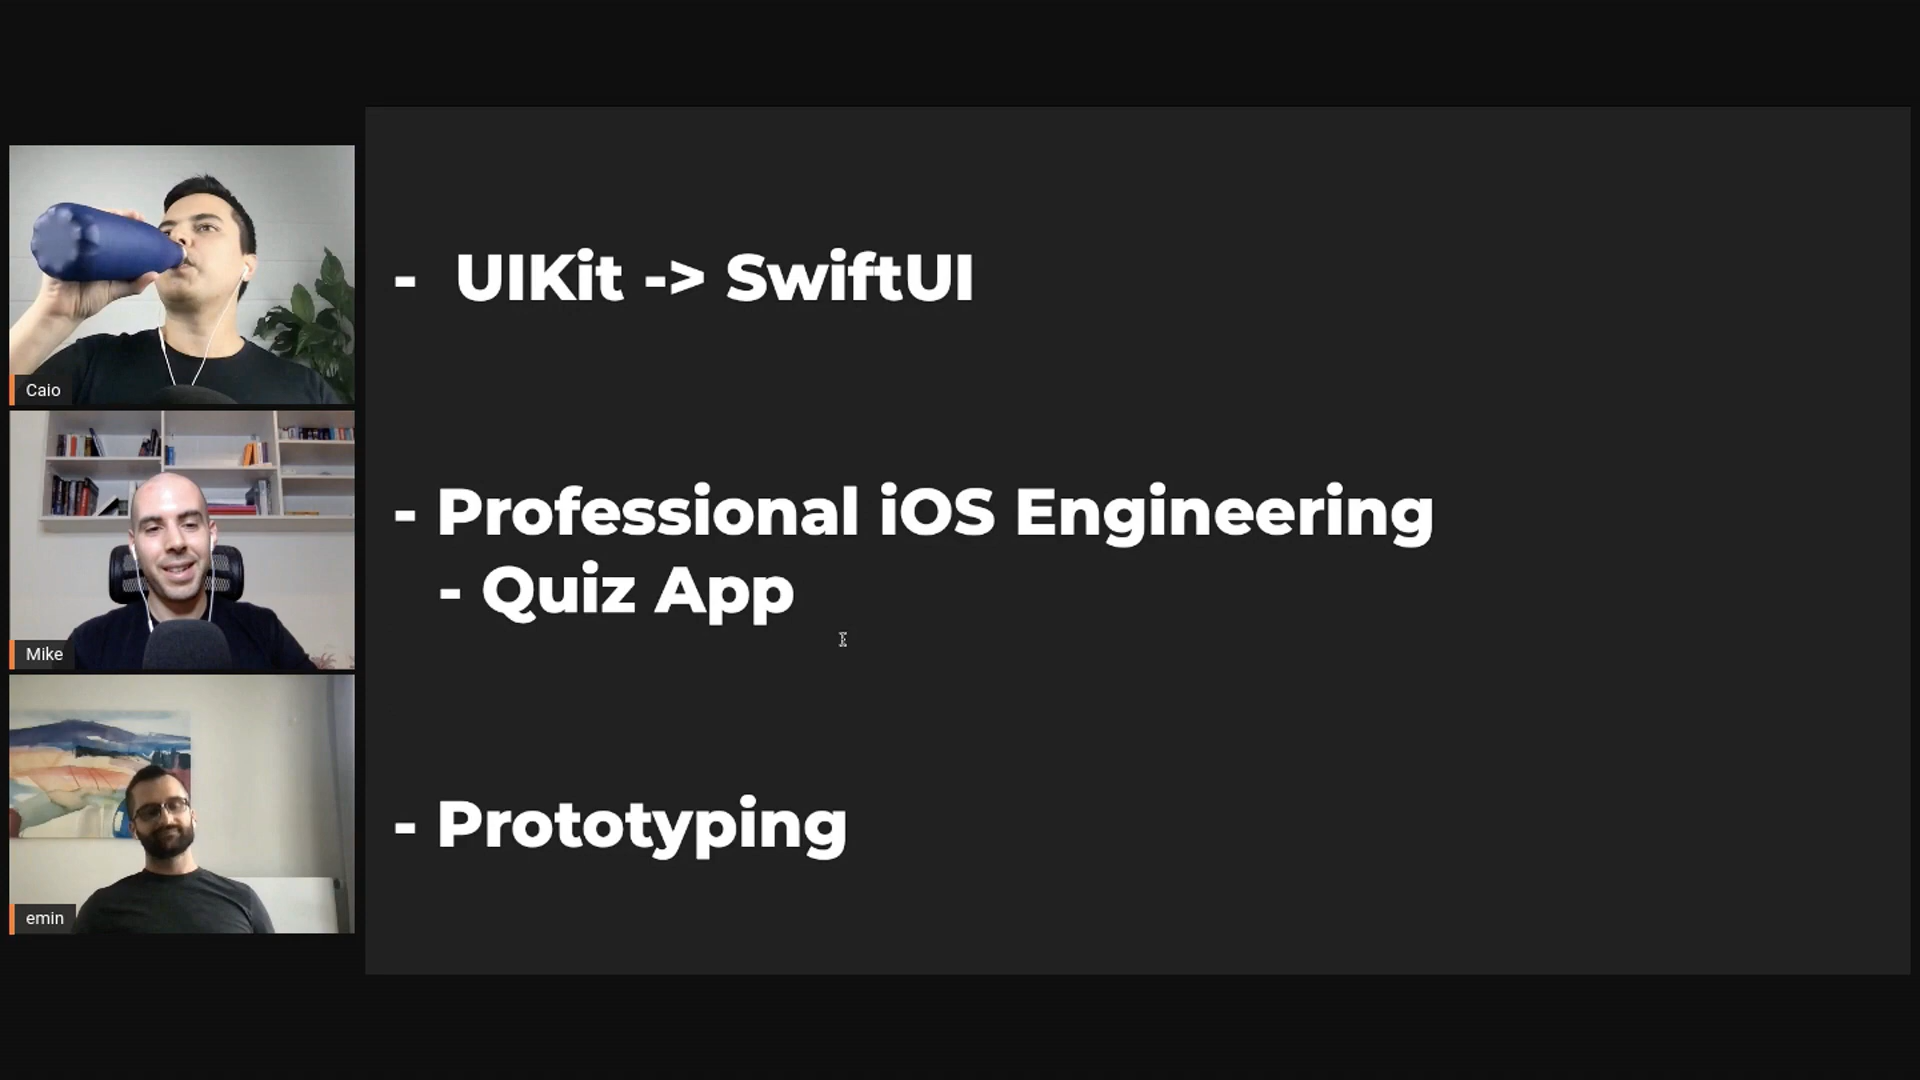 Caio
Mike
emin
- UIKit -> SwiftUI
- Professional iOS Engineering
- Quiz App
- Prototyping